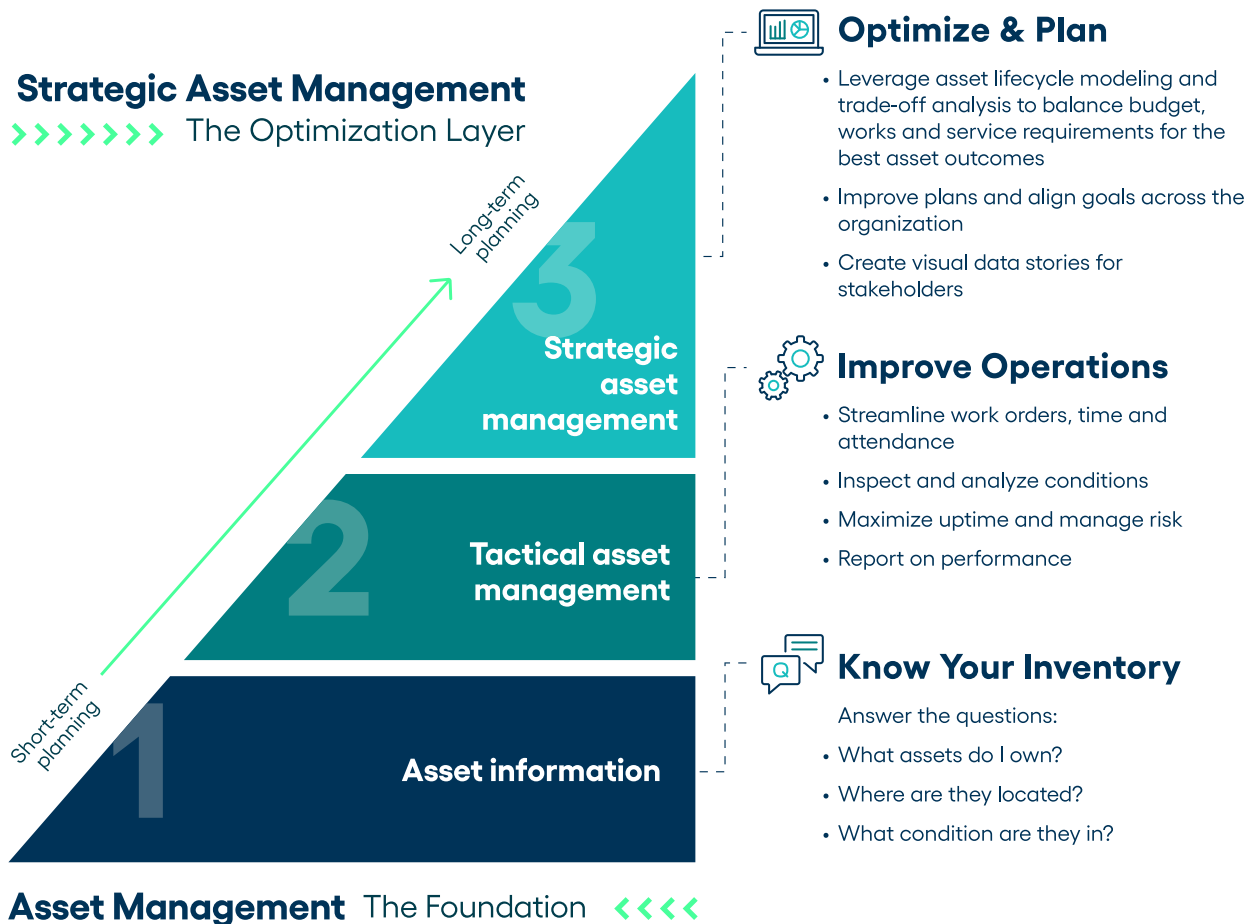 Strategic Asset Management
The Optimization Layer
Long-term
planning
Short-term
planning
3
Strategic
asset
management
2
Tactical asset
management
1
Asset information
Asset Management The Foundation
Optimize & Plan
• Leverage asset lifecycle modeling and
trade-off analysis to balance budget,
works and service requirements for the
best asset outcomes
• Improve plans and align goals across the
organization
• Create visual data stories for
stakeholders
Improve Operations
• Streamline work orders, time and
attendance
• Inspect and analyze conditions
• Maximize uptime and manage risk
• Report on performance
Q
Know Your Inventory
Answer the questions:
• What assets do I own?
• Where are they located?
• What condition are they in?